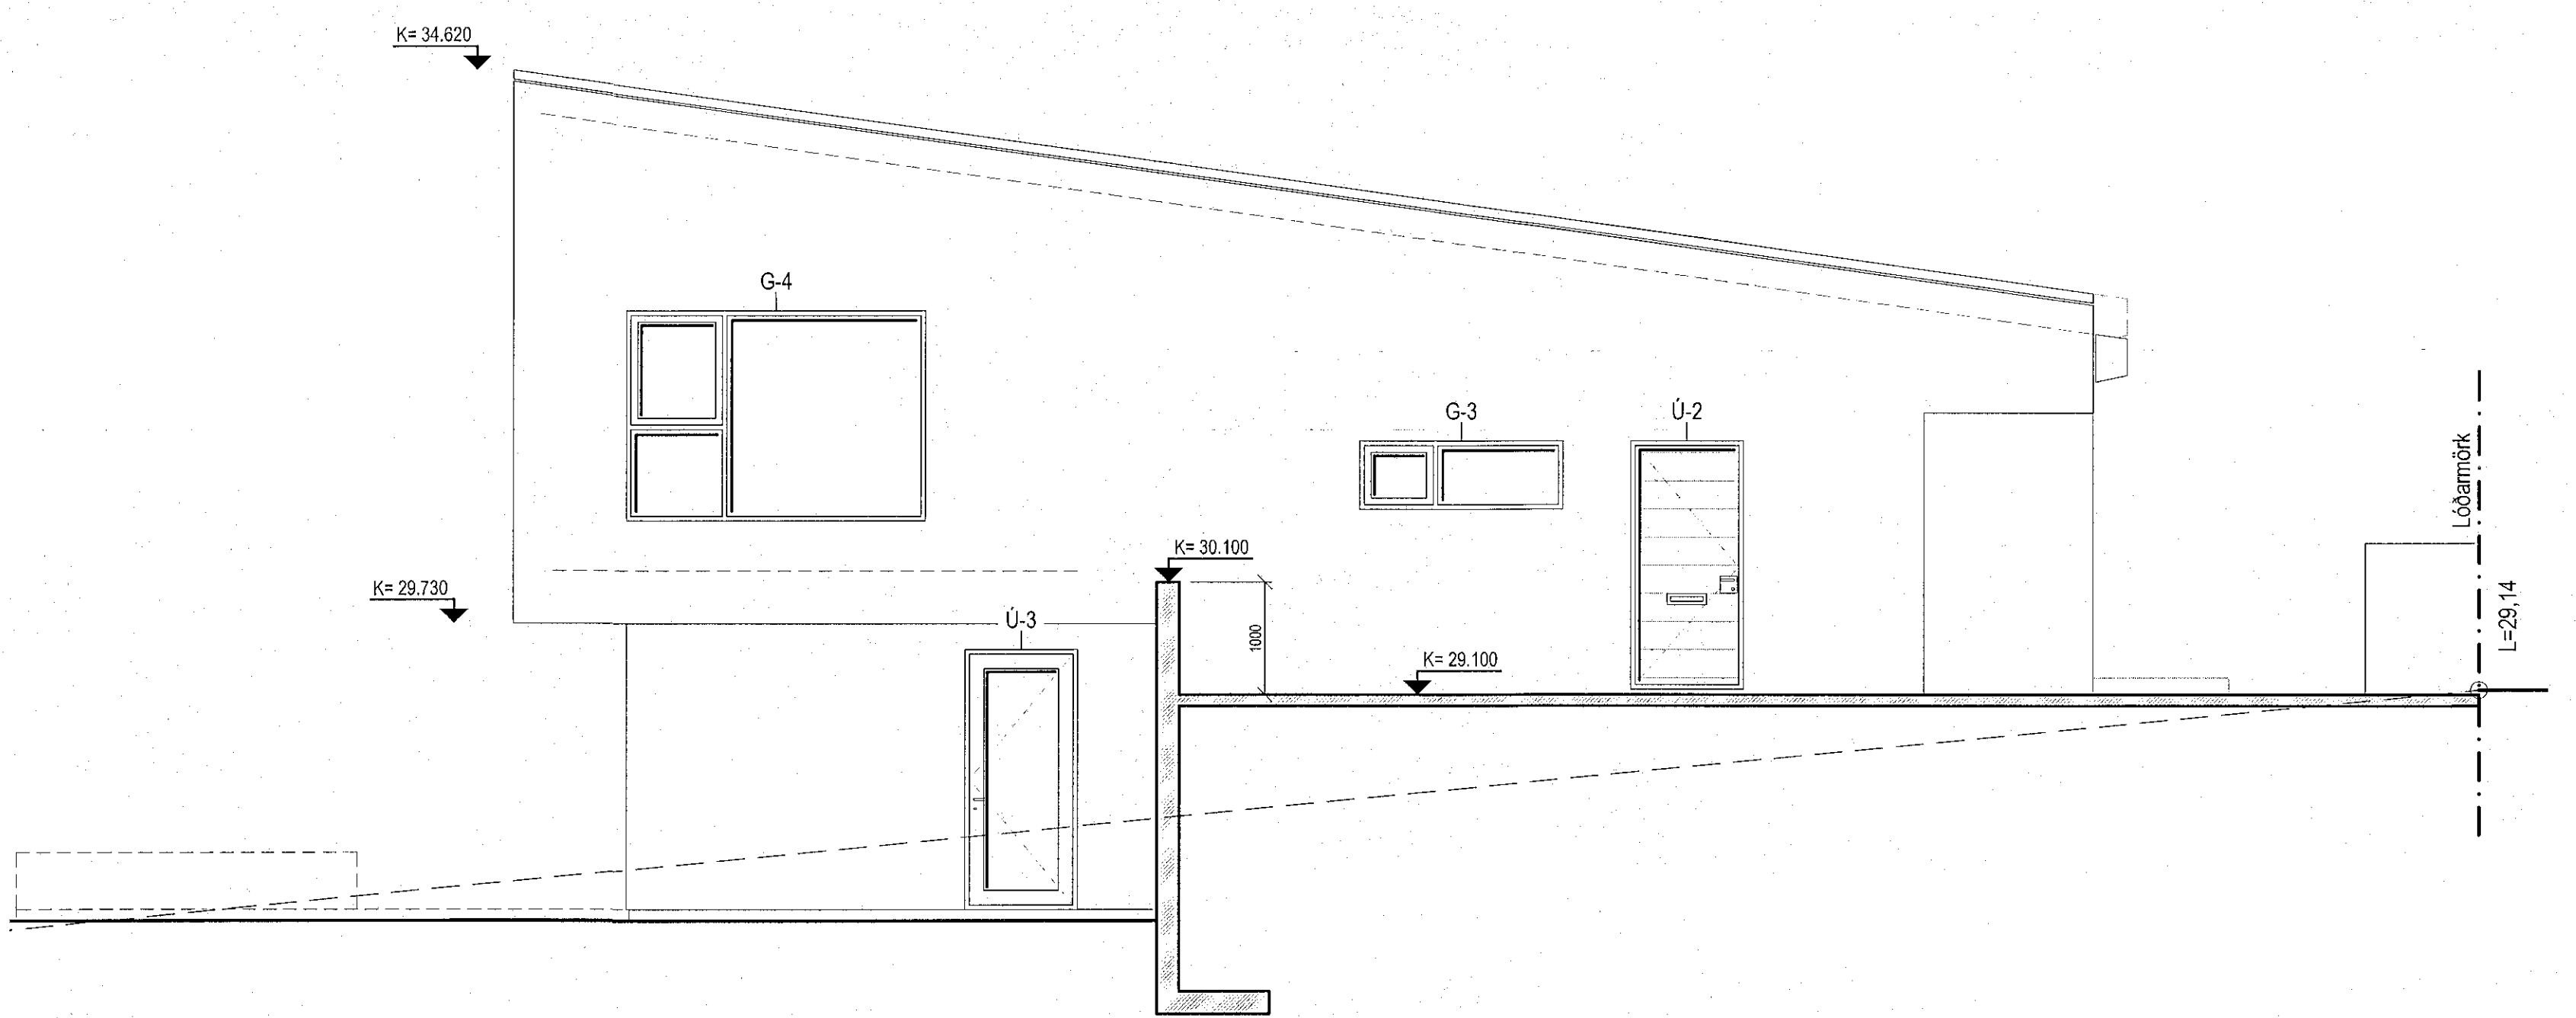 K= 34.620
G-4
G-3
Ú-2
Lóðarmörk
K= 30.100
K= 29.730
Ú-3
1000
K= 29.100
L=29,14